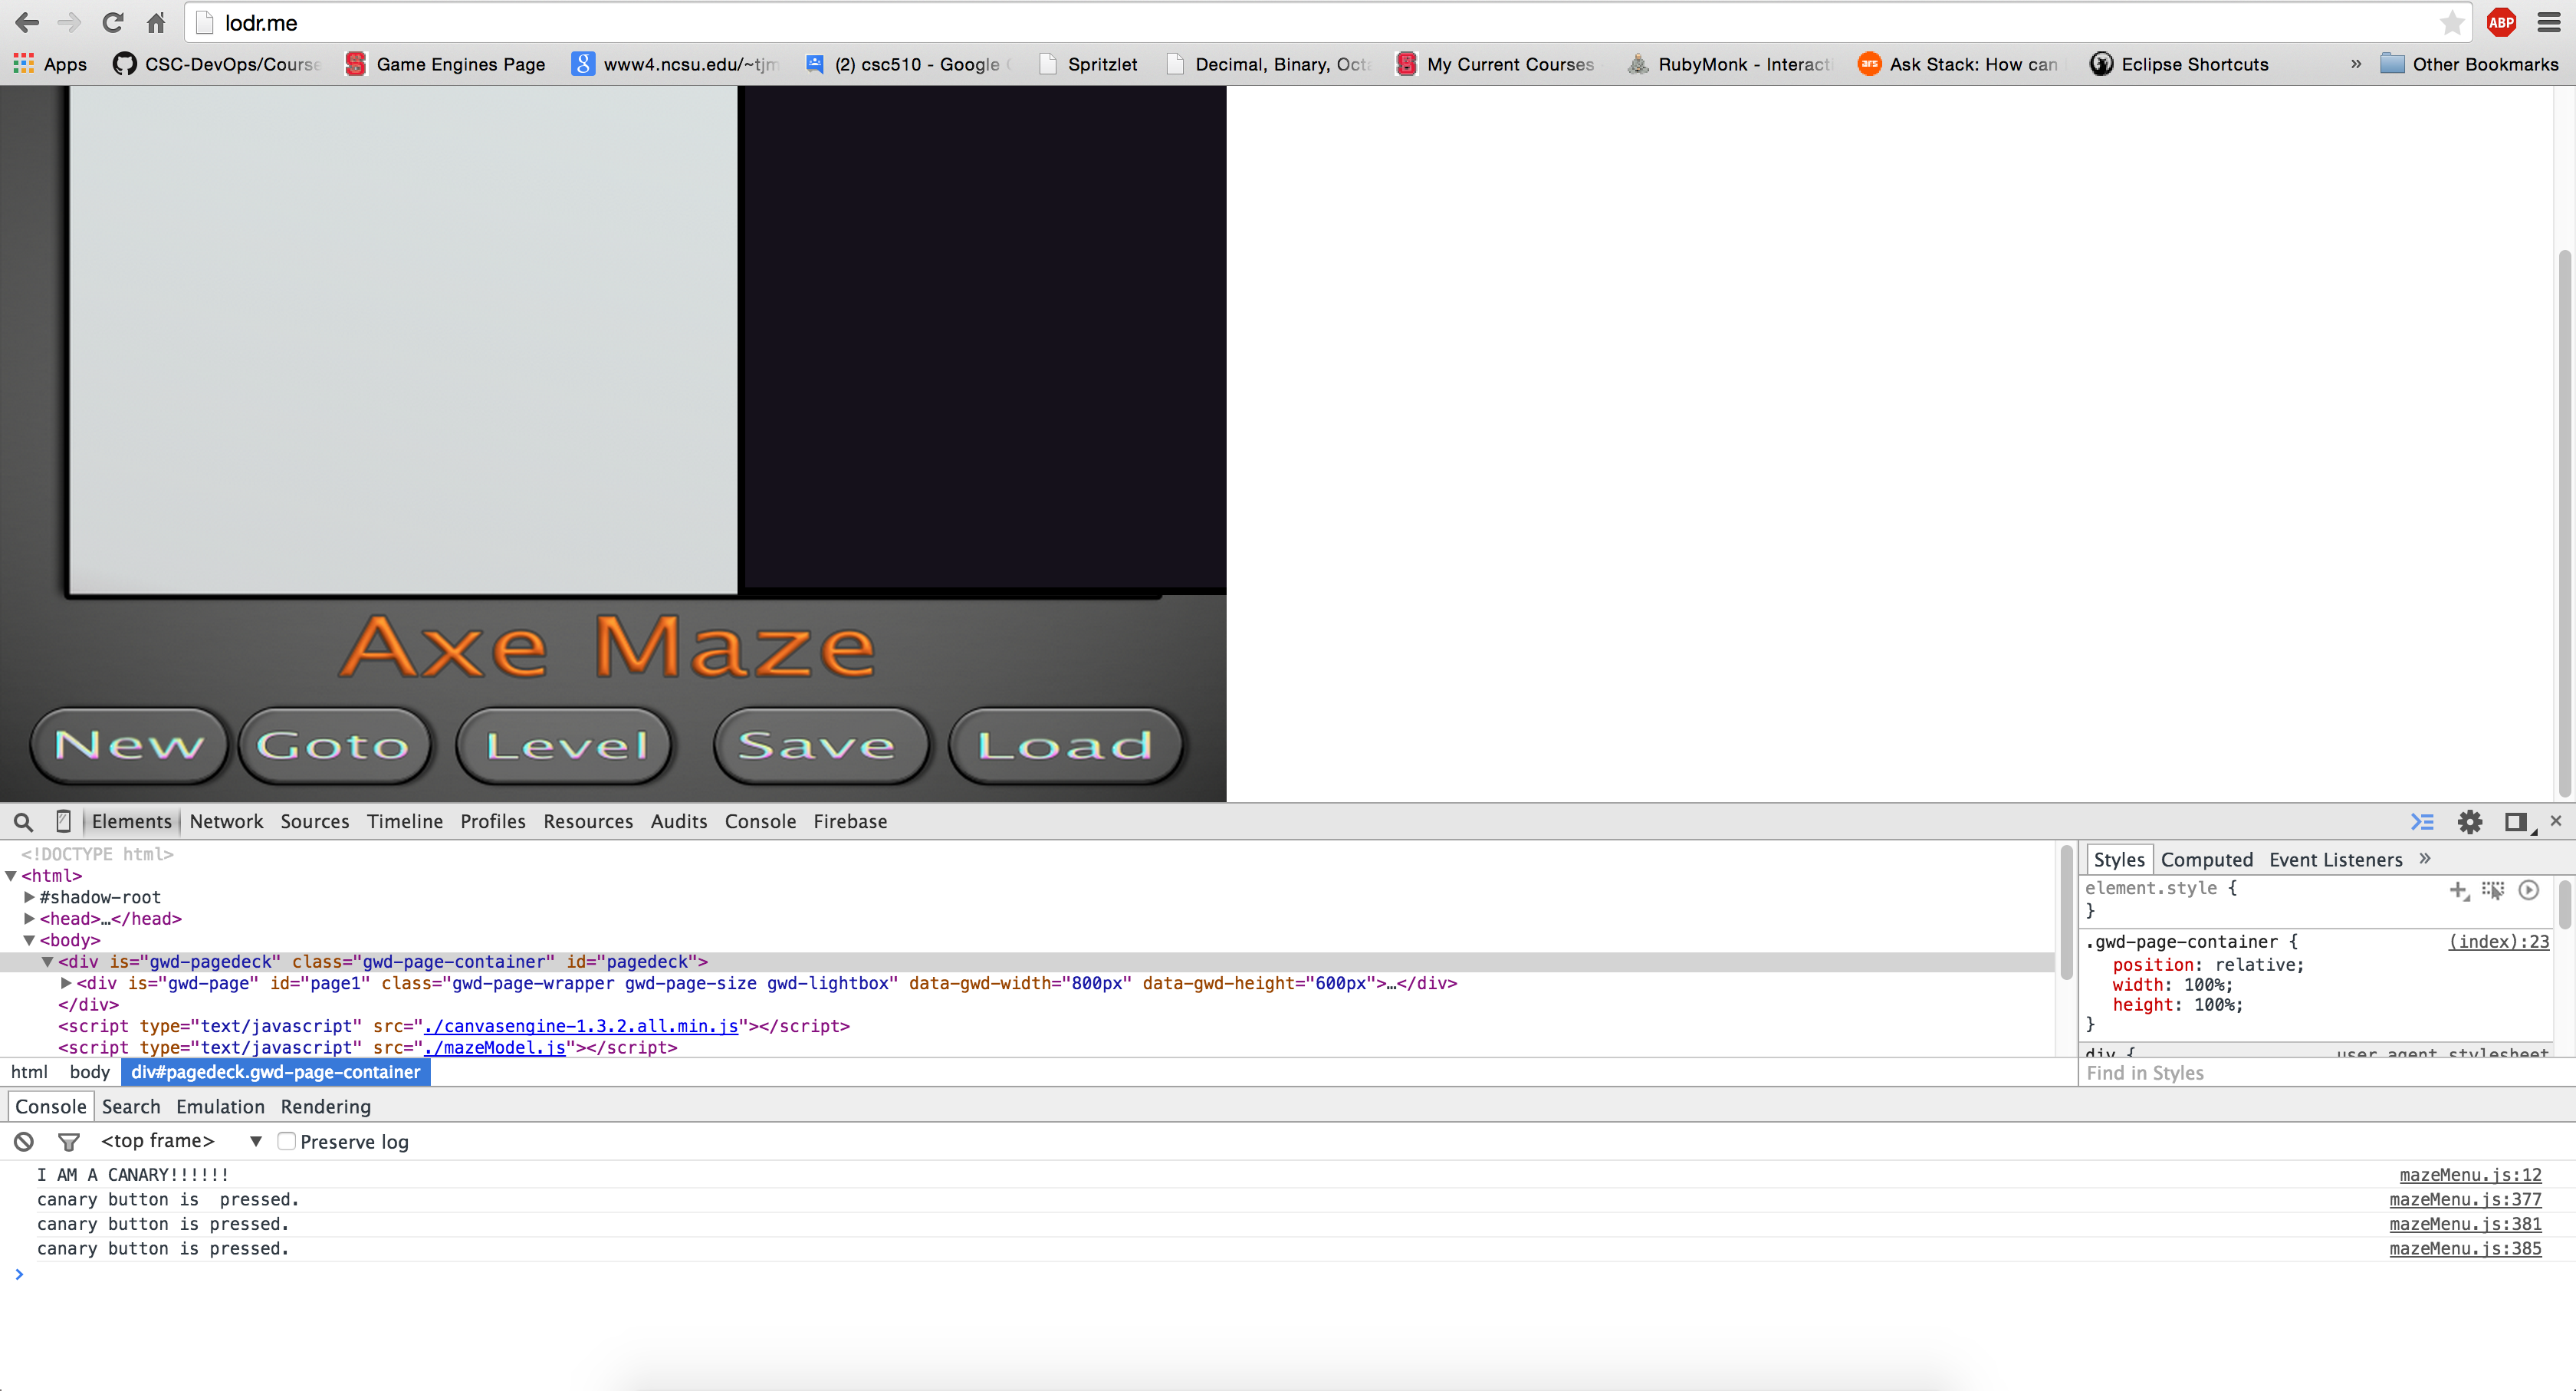 lodr.me
ABP
Apps CSC-DevOps/Course Game Engines Page www4.ncsu.edu/~tjm (2) csc510 - Google Spritzlet Decimal, Binary, Octa My Current Courses RubyMonk - Interacti Ask Stack: How can Eclipse Shortcuts » Other Bookmarks
Axe Maze
New Goto Level Save Load
Elements Network Sources Timeline Profiles Resources Audits Console Firebase
<!DOCTYPE html>
<html>
#shadow-root
<head>…</head>
<body>
<div is="gwd-pagedeck" class="gwd-page-container" id="pagedeck">
<div is="gwd-page" id="page1" class="gwd-page-wrapper gwd-page-size gwd-lightbox" data-gwd-width="800px" data-gwd-height="600px">…</div>
</div>
<script type="text/javascript" src="./canvasengine-1.3.2.all.min.js"></script>
<script type="text/javascript" src="./mazeModel.js"></script>
html body div#pagedeck.gwd-page-container
Styles Computed Event Listeners »
element.style {
}
.gwd-page-container { (index):23
position: relative;
width: 100%;
height: 100%;
}
div { user agent stylesheet
Find in Styles
Console Search Emulation Rendering
<top frame> Preserve log
I AM A CANARY!!!!!! mazeMenu.js:12
canary button is  pressed. mazeMenu.js:377
canary button is pressed. mazeMenu.js:381
canary button is pressed. mazeMenu.js:385